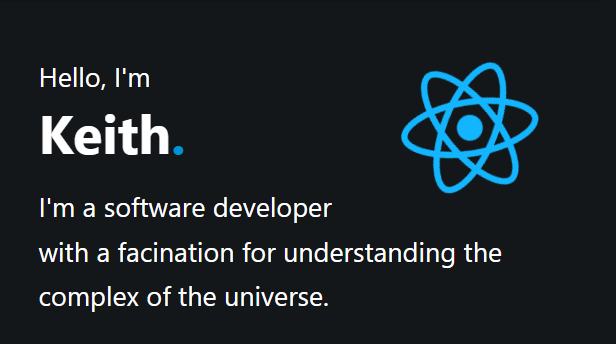 Hello, I'm
Keith.
I'm a software developer
with a facination for understanding the
complex of the universe.